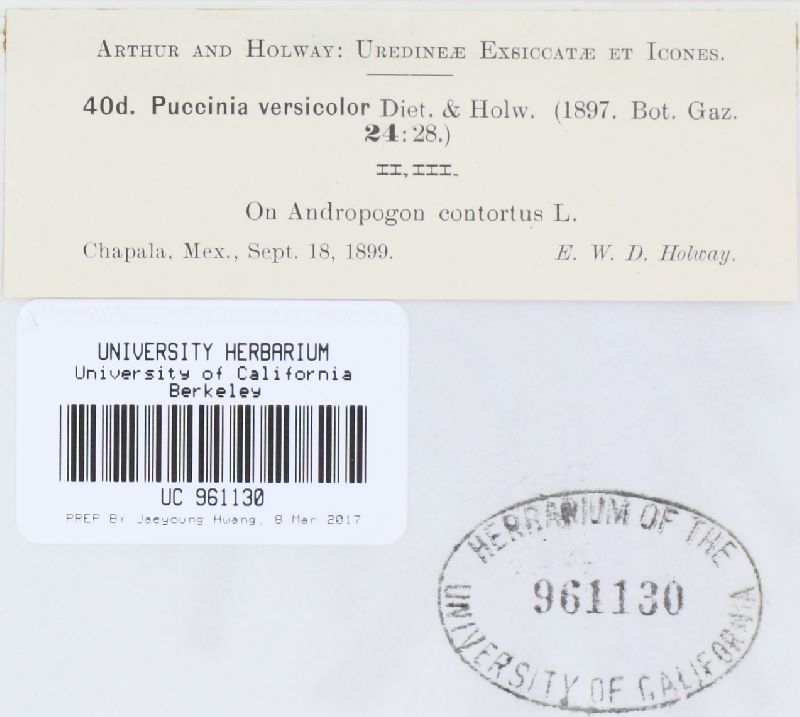 ARTHUR AND HOLWAY: UREDINEÆ EXSICCATÆ ET ICONES.
40d. Puccinia versicolor Diet. & Holw. (1897. Bot. Gaz.
24:28.)
II, III.
On Andropogon contortus L.
Chapala, Mex., Sept. 18, 1899. E. W. D. Holway.
UNIVERSITY HERBARIUM
University of California
Berkeley
UC 961130
PREP BY Jaeyoung Hwang, 8 Mar 2017
HERBARIUM OF THE
961130
UNIVERSITY OF CALIFORNIA